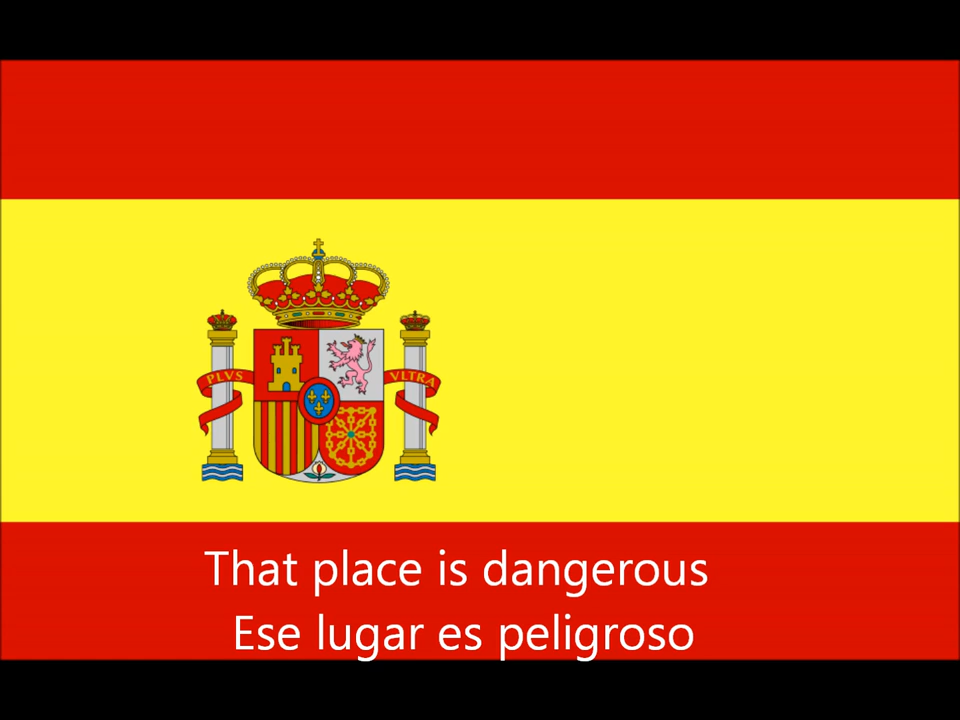 PLVS VLTRA
That place is dangerous
Ese lugar es peligroso